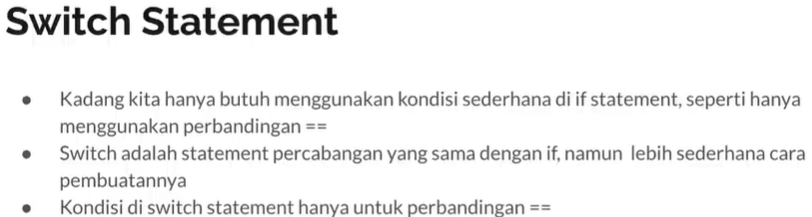 Switch Statement
● Kadang kita hanya butuh menggunakan kondisi sederhana di if statement, seperti hanya
menggunakan perbandingan ==
● Switch adalah statement percabangan yang sama dengan if, namun lebih sederhana cara
pembuatannya
● Kondisi di switch statement hanya untuk perbandingan ==